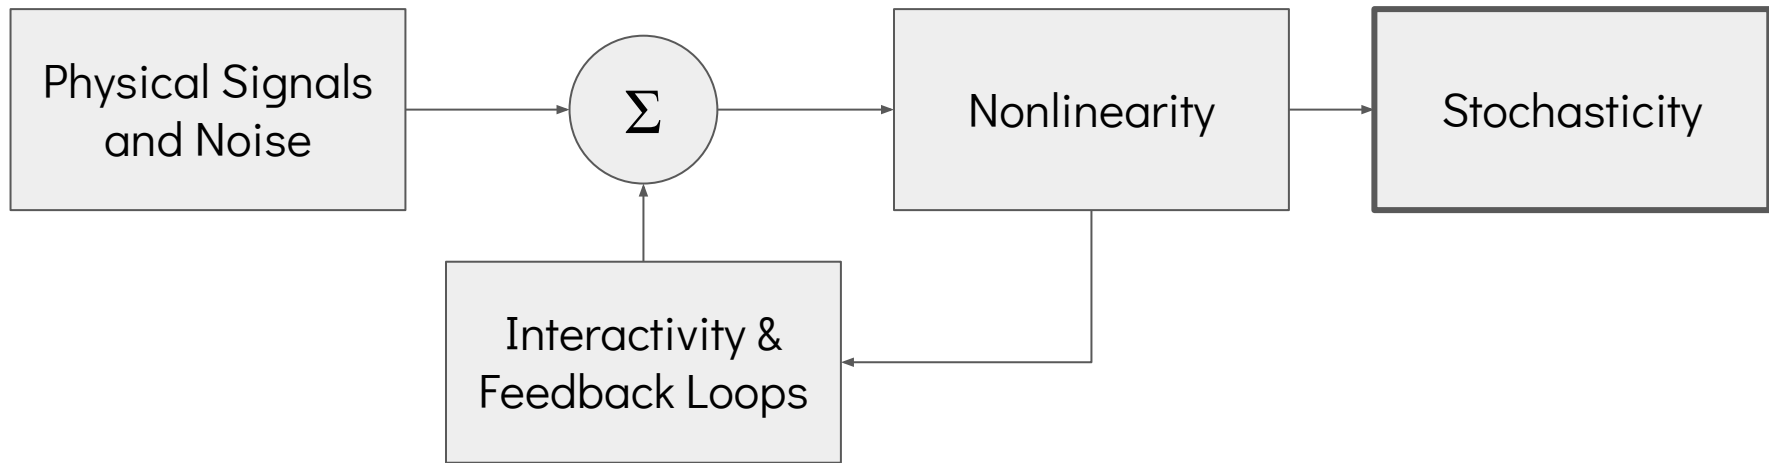 Physical Signals
and Noise
Σ
Nonlinearity
Stochasticity
Interactivity &
Feedback Loops